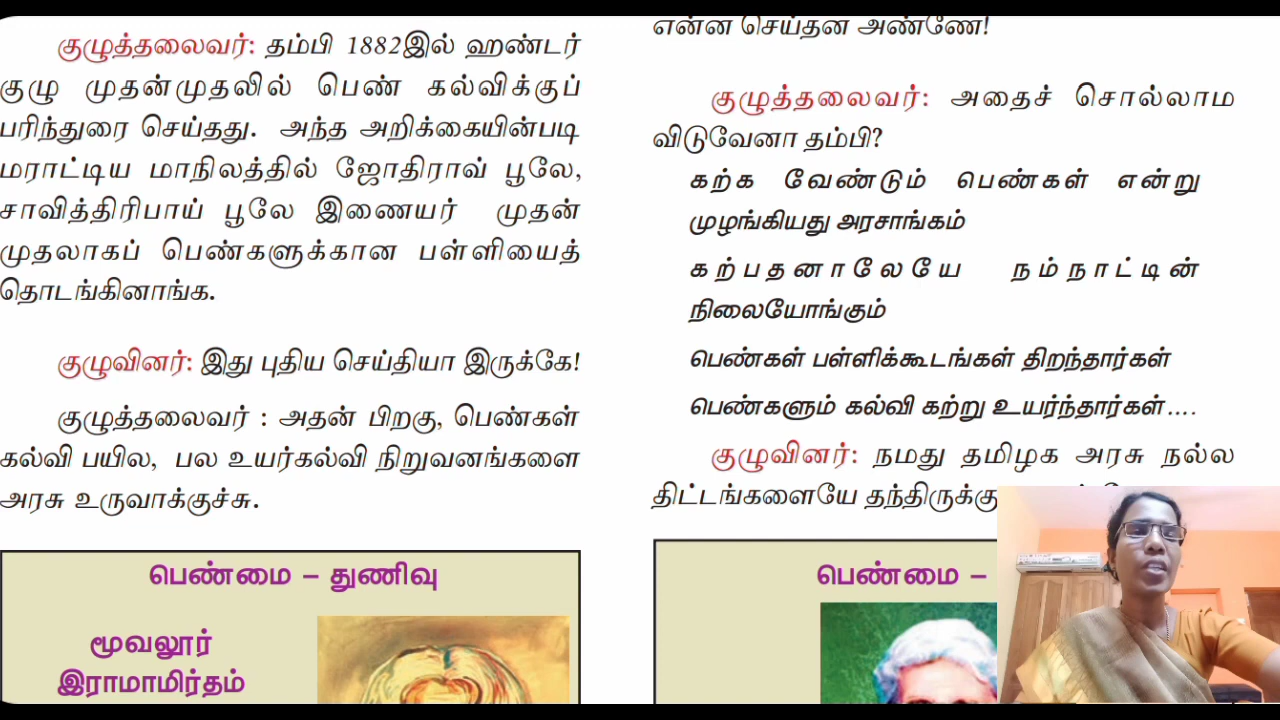 குழுத்தலைவர்: தம்பி 1882இல் ஹண்டர்
குழு முதன்முதலில் பெண் கல்விக்குப்
பரிந்துரை செய்தது. அந்த அறிக்கையின்படி
மராட்டிய மாநிலத்தில் ஜோதிராவ் பூலே,
சாவித்திரிபாய் பூலே இணையர் முதன்
முதலாகப் பெண்களுக்கான பள்ளியைத்
தொடங்கினாங்க.
குழுவினர்: இது புதிய செய்தியா இருக்கே!
குழுத்தலைவர் : அதன் பிறகு, பெண்கள்
கல்வி பயில, பல உயர்கல்வி நிறுவனங்களை
அரசு உருவாக்குச்சு.
பெண்மை – துணிவு
மூவலூர்
இராமாமிர்தம்
என்ன செய்தன அண்ணே!
குழுத்தலைவர்: அதைச் சொல்லாம
விடுவேனா தம்பி?
கற்க வேண்டும் பெண்கள் என்று
முழங்கியது அரசாங்கம்
கற்பதனாலேயே நம்நாட்டின்
நிலையோங்கும்
பெண்கள் பள்ளிக்கூடங்கள் திறந்தார்கள்
பெண்களும் கல்வி கற்று உயர்ந்தார்கள்....
குழுவினர்: நமது தமிழக அரசு நல்ல
திட்டங்களையே தந்திருக்கு
பெண்மை –